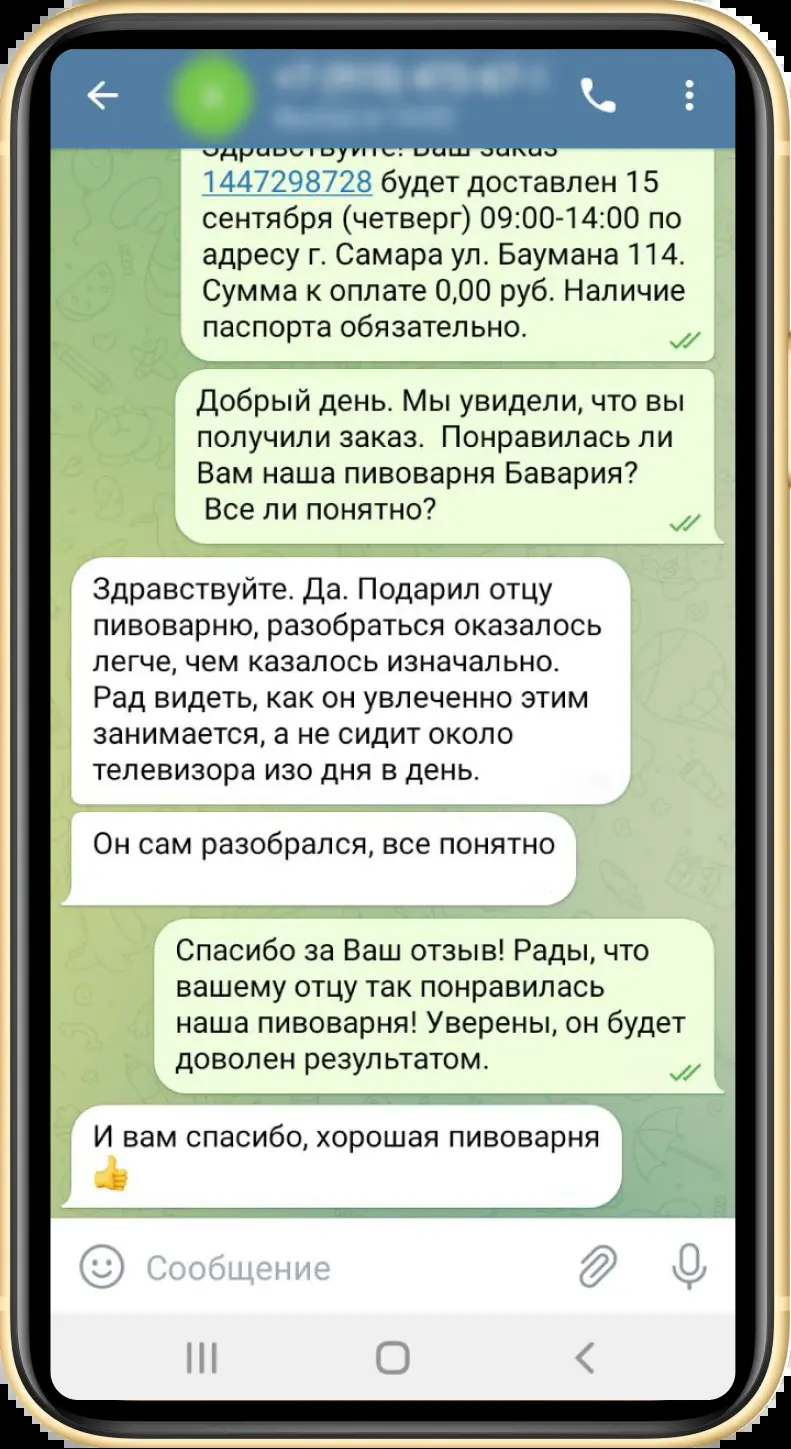 Здравствуйте! Ваш заказ
1447298728 будет доставлен 15
сентября (четверг) 09:00-14:00 по
адресу г. Самара ул. Баумана 114.
Сумма к оплате 0,00 руб. Наличие
паспорта обязательно.
Добрый день. Мы увидели, что вы
получили заказ. Понравилась ли
Вам наша пивоварня Бавария?
Все ли понятно?
Здравствуйте. Да. Подарил отцу
пивоварню, разобраться оказалось
легче, чем казалось изначально.
Рад видеть, как он увлеченно этим
занимается, а не сидит около
телевизора изо дня в день.
Он сам разобрался, все понятно
Спасибо за Ваш отзыв! Рады, что
вашему отцу так понравилась
наша пивоварня! Уверены, он будет
доволен результатом.
И вам спасибо, хорошая пивоварня
👍
Сообщение